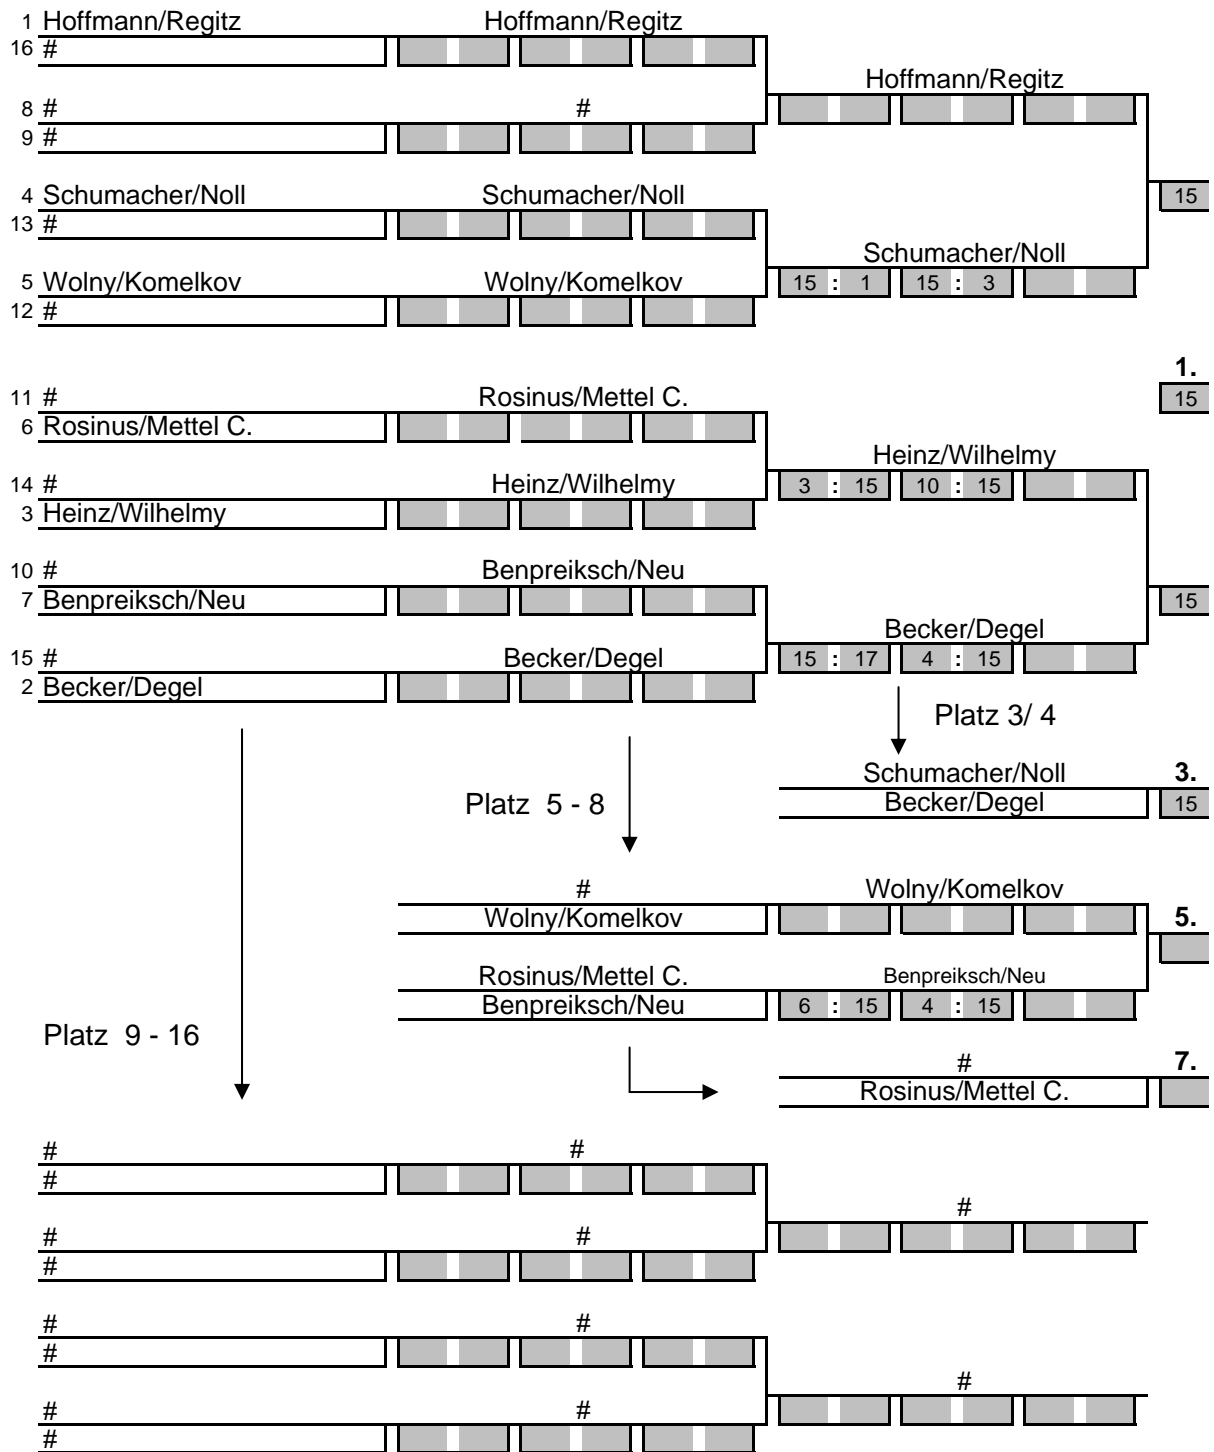 1 Hoffmann/Regitz Hoffmann/Regitz
16 #
Hoffmann/Regitz
8 # #
9 #
4 Schumacher/Noll Schumacher/Noll 15
13 #
Schumacher/Noll
5 Wolny/Komelkov Wolny/Komelkov 15 : 1 15 : 3
12 #
1.
11 # Rosinus/Mettel C. 15
6 Rosinus/Mettel C.
Heinz/Wilhelmy
14 # Heinz/Wilhelmy 3 : 15 10 : 15
3 Heinz/Wilhelmy
10 # Benpreiksch/Neu
7 Benpreiksch/Neu 15
Becker/Degel
15 # Becker/Degel 15 : 17 4 : 15
2 Becker/Degel
Platz 3/ 4
Schumacher/Noll 3.
Platz 5 - 8 Becker/Degel 15
# Wolny/Komelkov
Wolny/Komelkov 5.
Rosinus/Mettel C. Benpreiksch/Neu
Benpreiksch/Neu 6 : 15 4 : 15
Platz 9 - 16
# 7.
Rosinus/Mettel C.
# #
#
#
# #
#
# #
#
#
# #
#